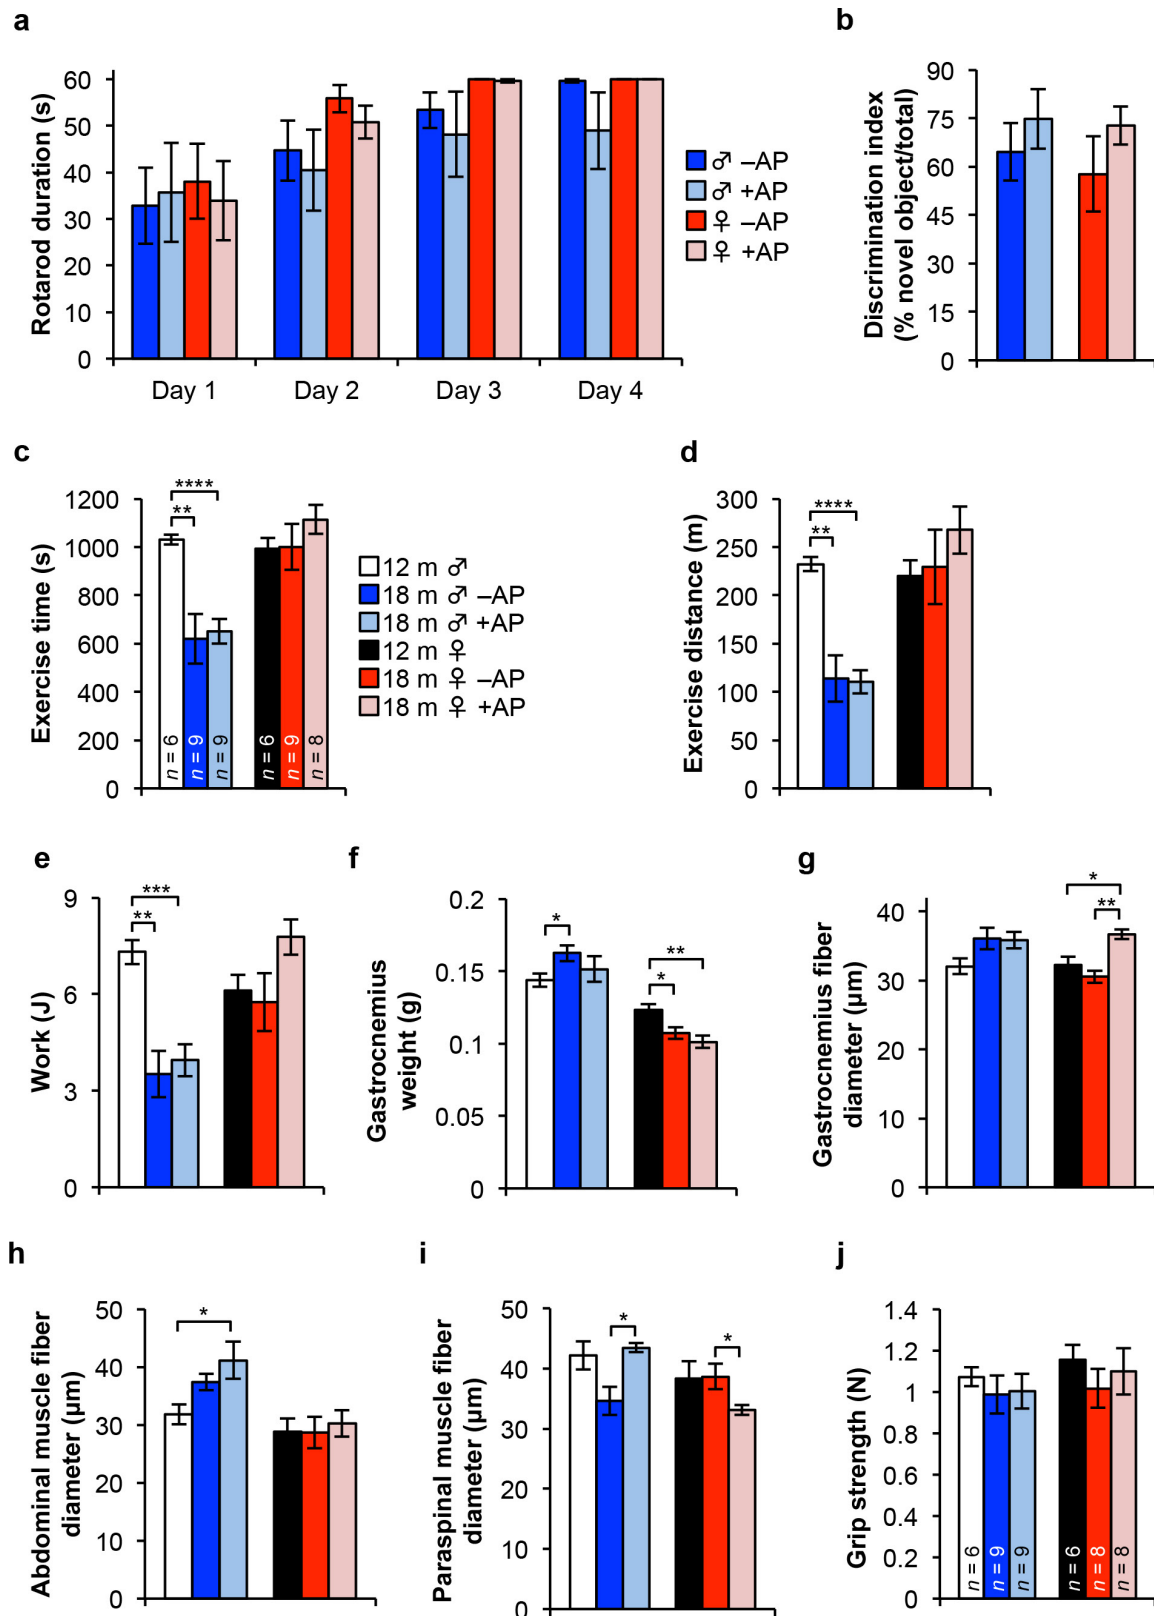 a
Rotarod duration (s)
60
50
40
30
20
10
0
Day 1 Day 2 Day 3 Day 4
♂ –AP
♂ +AP
♀ –AP
♀ +AP
b
Discrimination index
(% novel object/total)
90
75
60
45
30
15
0
c
Exercise time (s)
1200
1000
800
600
400
200
0
**
****
n = 6
n = 9
n = 9
n = 6
n = 9
n = 8
12 m ♂
18 m ♂ –AP
18 m ♂ +AP
12 m ♀
18 m ♀ –AP
18 m ♀ +AP
d
Exercise distance (m)
300
250
200
150
100
50
0
****
**
e
Work (J)
9
6
3
0
***
**
f
Gastrocnemius
weight (g)
0.2
0.15
0.1
0.05
0
*
**
*
g
Gastrocnemius fiber
diameter (µm)
40
30
20
10
0
*
**
h
Abdominal muscle fiber
diameter (µm)
50
40
30
20
10
0
*
i
Paraspinal muscle fiber
diameter (µm)
50
40
30
20
10
0
*
*
j
Grip strength (N)
1.4
1.2
1
0.8
0.6
0.4
0.2
0
n = 6
n = 9
n = 9
n = 6
n = 8
n = 8